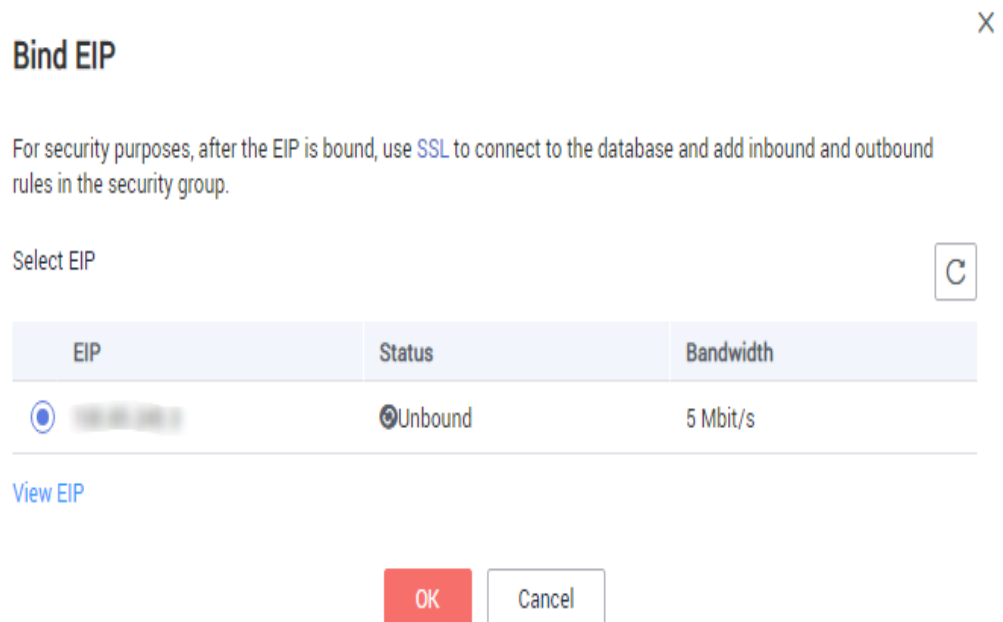 X
Bind EIP
For security purposes, after the EIP is bound, use SSL to connect to the database and add inbound and outbound
rules in the security group.
Select EIP
EIP Status Bandwidth
Unbound 5 Mbit/s
View EIP
OK Cancel